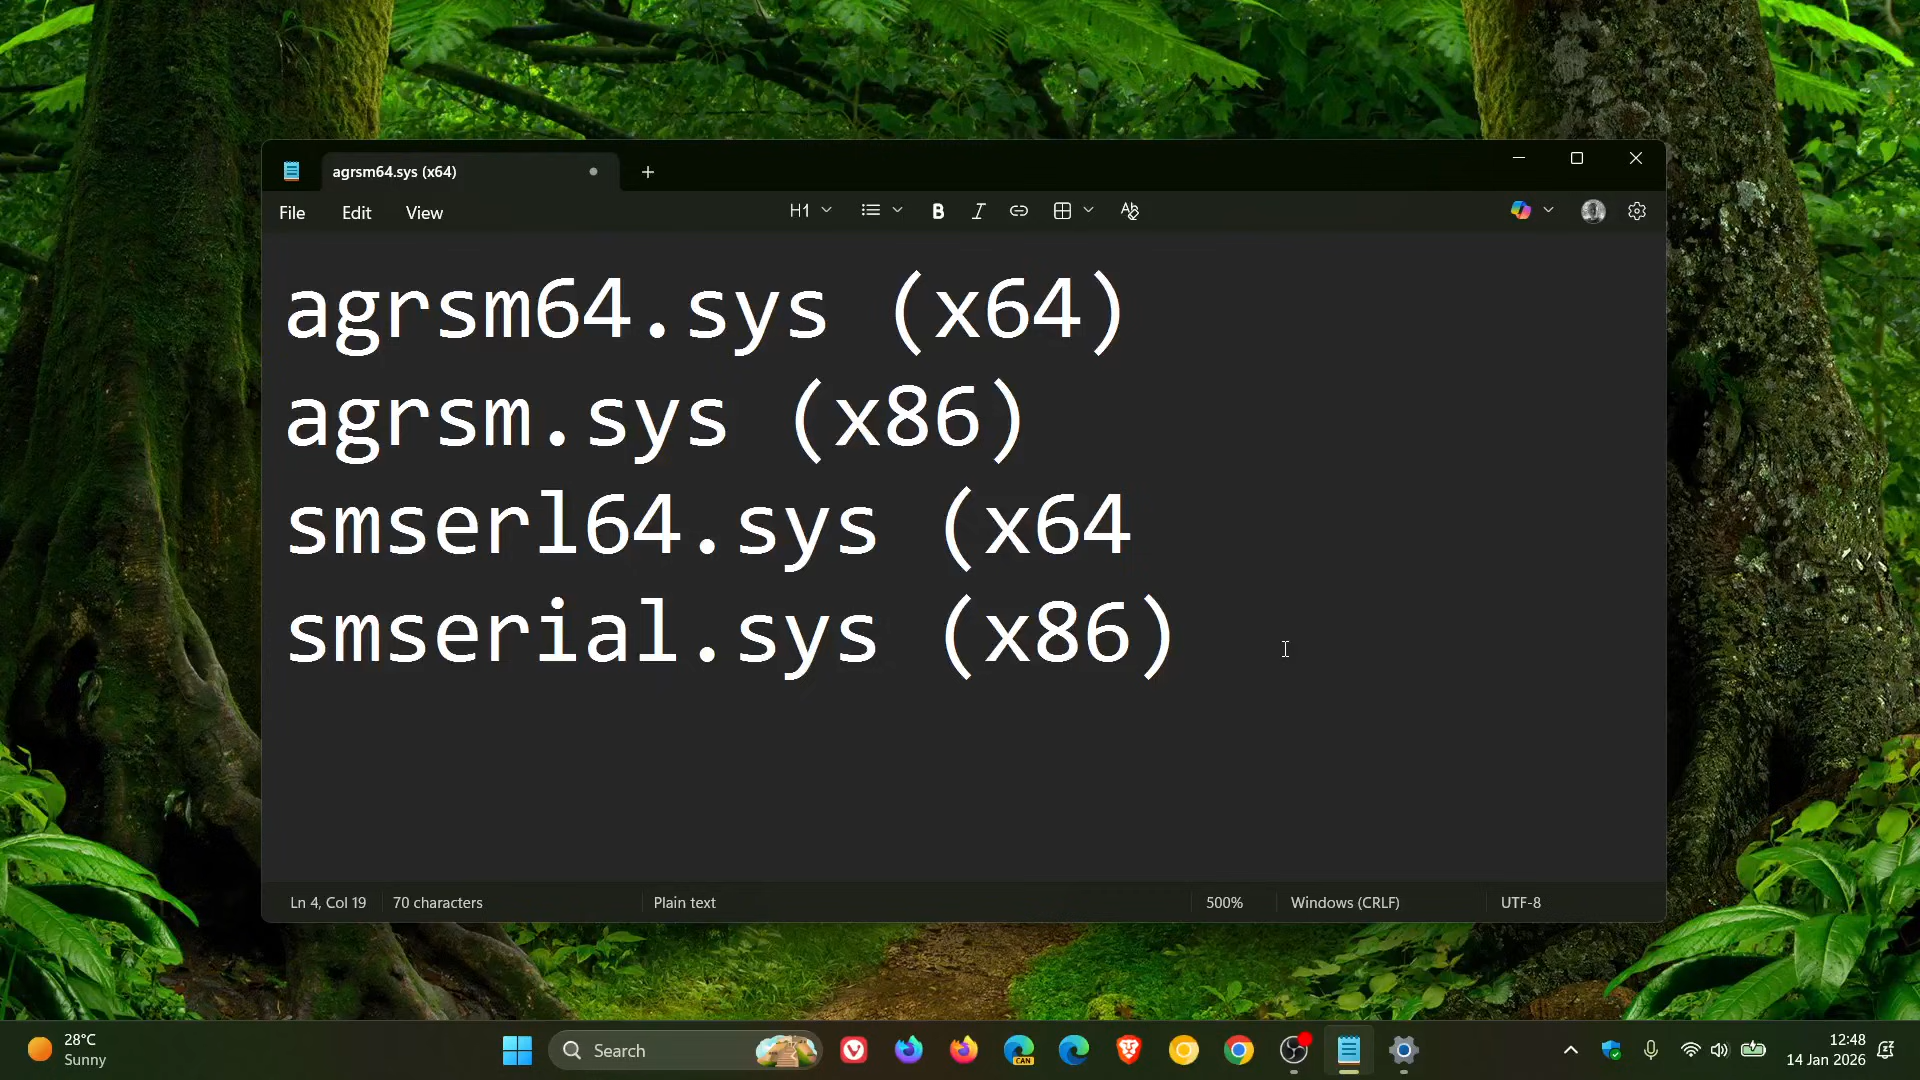 agrsm64.sys (x64)
File Edit View
H1
agrsm64.sys (x64)
agrsm.sys (x86)
smserl64.sys (x64
smserial.sys (x86)
Ln 4, Col 19 70 characters Plain text 500% Windows (CRLF) UTF-8
28°C
Sunny
Search
CAN
12:48
14 Jan 2026